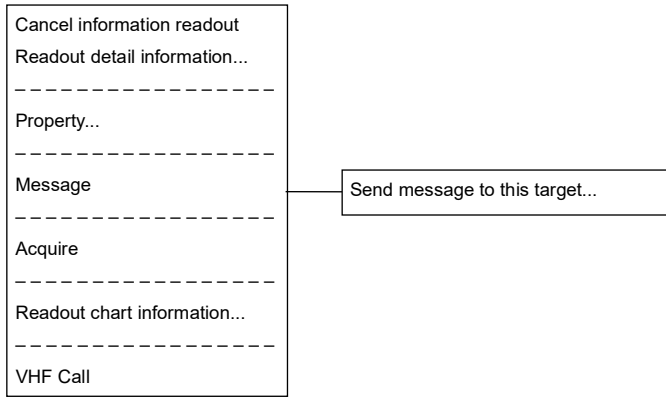 Cancel information readout
Readout detail information...
Property...
Message
Send message to this target...
Acquire
Readout chart information...
VHF Call